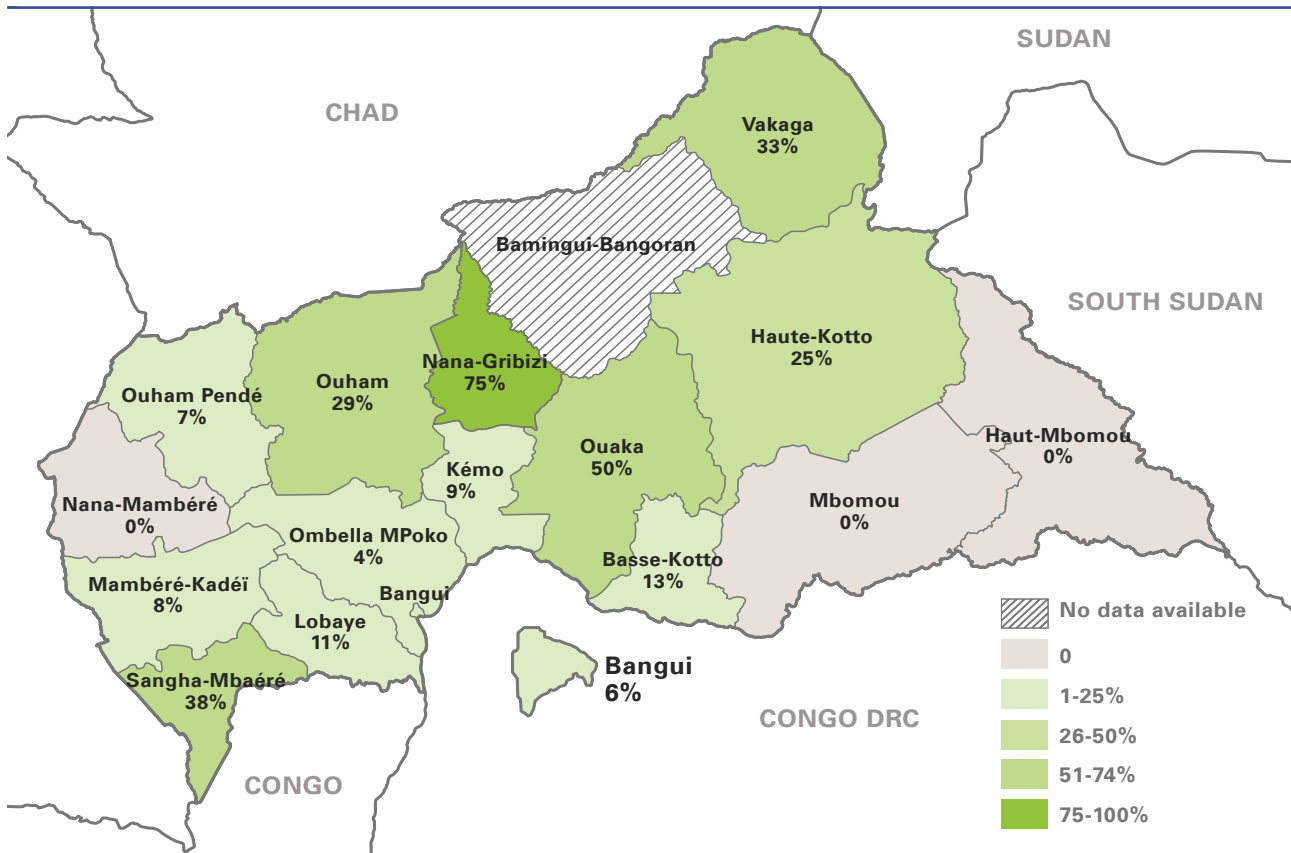 SUDAN
CHAD
Vakaga
33%
Bamingui-Bangoran
SOUTH SUDAN
Haute-Kotto
25%
Nana-Gribizi
75%
Ouham
29%
Ouham Pendé
7%
Haut-Mbomou
0%
Ouaka
50%
Kémo
9%
Mbomou
0%
Nana-Mambéré
0%
Ombella MPoko
4%
Basse-Kotto
13%
Mambéré-Kadéï
8%
Bangui
Lobaye
11%
Sangha-Mbaéré
38%
Bangui
6%
CONGO DRC
CONGO
No data available
0
1-25%
26-50%
51-74%
75-100%